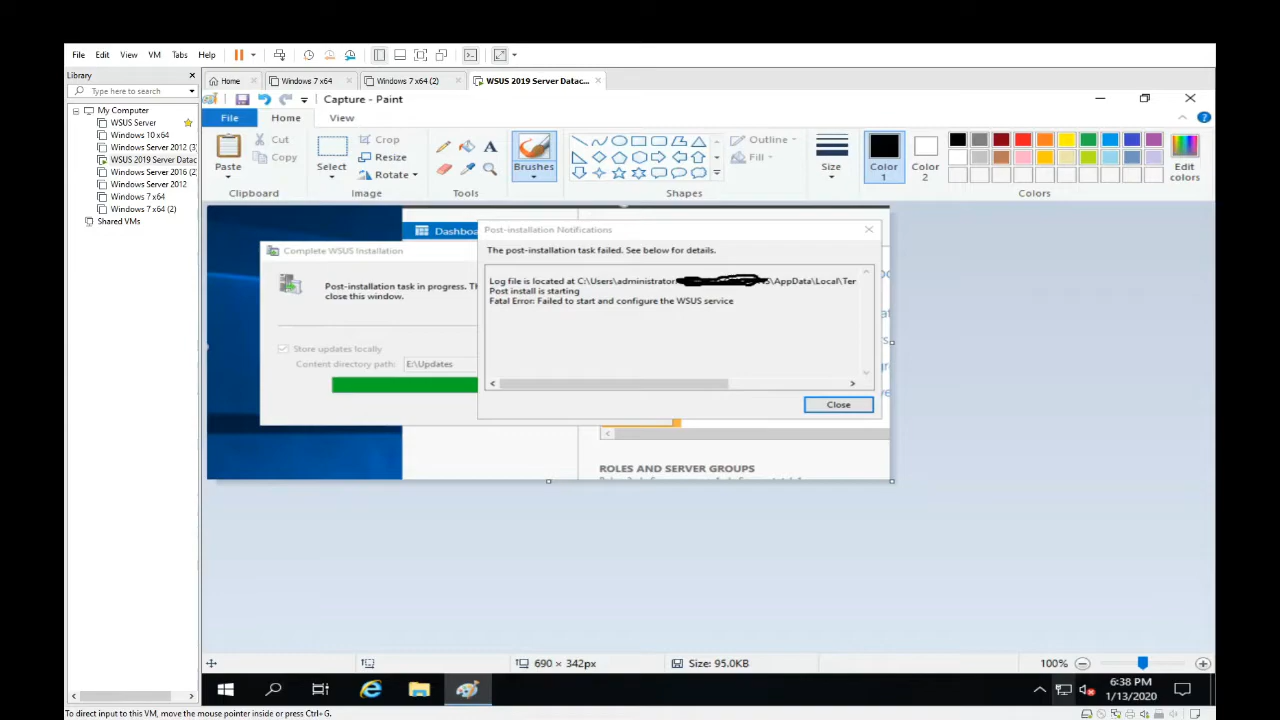 File Edit View VM Tabs Help
Library
Type here to search
My Computer
WSUS Server
Windows 10 x64
Windows Server 2012 (3
WSUS 2019 Server Datac
Windows Server 2016 (2
Windows Server 2012
Windows 7 x64
Windows 7 x64 (2)
Shared VMs
Home
Windows 7 x64
Windows 7 x64 (2)
WSUS 2019 Server Datac...
Capture - Paint
File Home View
Paste
Cut
Copy
Clipboard
Select
Crop
Resize
Rotate
Image
Tools
Brushes
Shapes
Outline
Fill
Size
Color 1
Color 2
Colors
Edit colors
Dashboa
Complete WSUS Installation
Post-installation task in progress. Th
close this window.
Store updates locally
Content directory path: E:\Updates
Post-installation Notifications
The post-installation task failed. See below for details.
Log file is located at C:\Users\administrator. S\AppData\Local\Ter
Post install is starting
Fatal Error: Failed to start and configure the WSUS service
Close
ROLES AND SERVER GROUPS
690 × 342px
Size: 95.0KB
100%
6:38 PM
1/13/2020
To direct input to this VM, move the mouse pointer inside or press Ctrl+G.